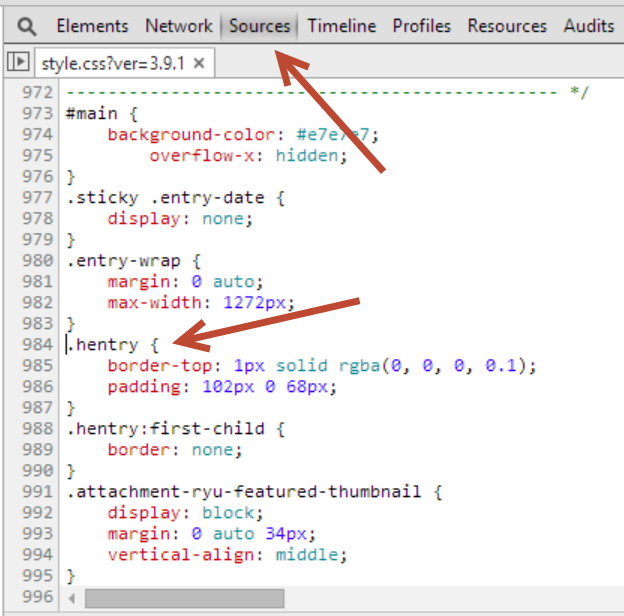 Elements Network Sources Timeline Profiles Resources Audits
style.css?ver=3.9.1 ×
972 ----------------------------------------------- */
973 #main {
974     background-color: #e7e7e7;
975         overflow-x: hidden;
976 }
977 .sticky .entry-date {
978     display: none;
979 }
980 .entry-wrap {
981     margin: 0 auto;
982     max-width: 1272px;
983 }
984 .hentry {
985     border-top: 1px solid rgba(0, 0, 0, 0.1);
986     padding: 102px 0 68px;
987 }
988 .hentry:first-child {
989     border: none;
990 }
991 .attachment-ryu-featured-thumbnail {
992     display: block;
993     margin: 0 auto 34px;
994     vertical-align: middle;
995 }
996